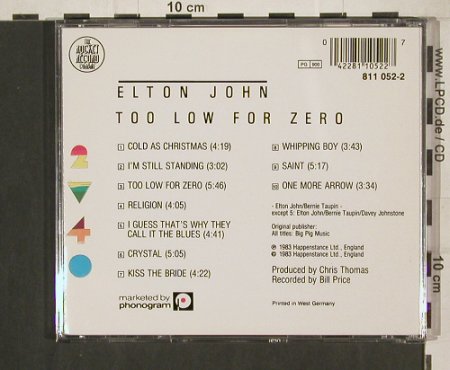 10 cm
THE
ROCKET
RECORD
COMPANY
PG 900
0 42281 10522 7
811 052-2
ELTON JOHN
TOO LOW FOR ZERO
1 COLD AS CHRISTMAS (4:19)
2 I'M STILL STANDING (3:02)
3 TOO LOW FOR ZERO (5:46)
4 RELIGION (4:05)
5 I GUESS THAT'S WHY THEY
CALL IT THE BLUES (4:41)
6 CRYSTAL (5:05)
7 KISS THE BRIDE (4:22)
8 WHIPPING BOY (3:43)
9 SAINT (5:17)
10 ONE MORE ARROW (3:34)
- Elton John/Bernie Taupin -
except 5: Elton John/Bernie Taupin/Davey Johnstone
Original publisher:
All titles: Big Pig Music
℗ 1983 Happenstance Ltd., England
© 1983 Happenstance Ltd., England
Produced by Chris Thomas
Recorded by Bill Price
marketed by
phonogram
Printed in West Germany
www.LPCD.de / CD
10 cm